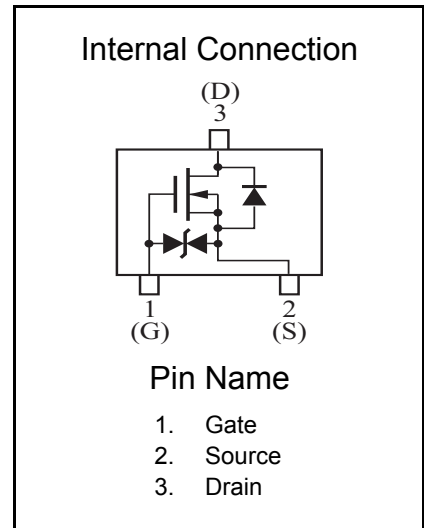 Internal Connection
(D)
3
1
2
(G)
(S)
Pin Name
1. Gate
2. Source
3. Drain